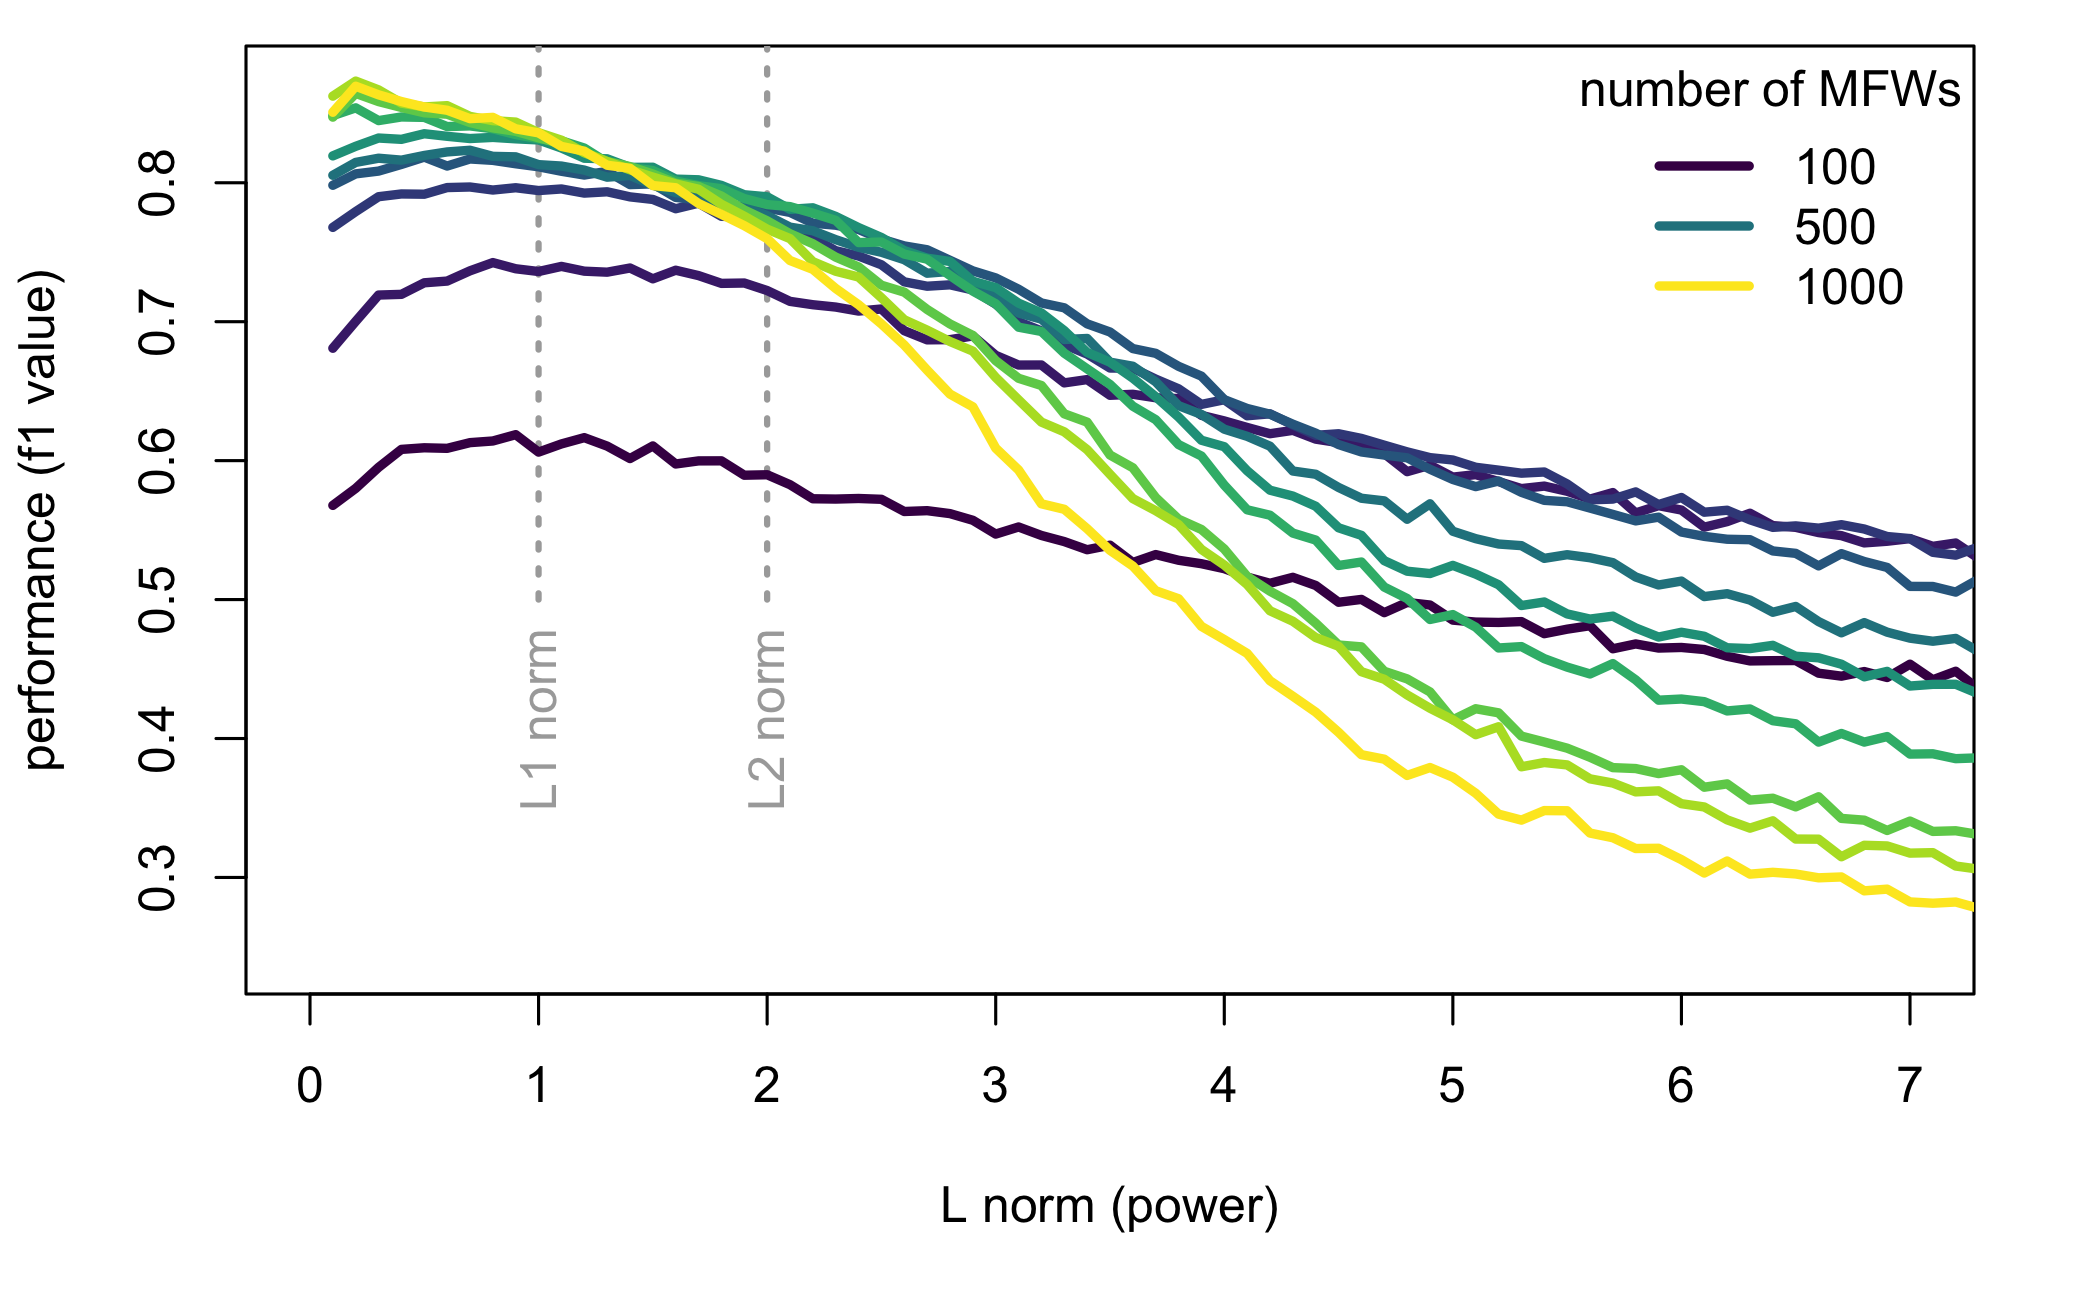 number of MFWs
100
500
1000
performance (f1 value)
0.8
0.7
0.6
0.5
0.4
0.3
L1 norm
L2 norm
0 1 2 3 4 5 6 7
L norm (power)